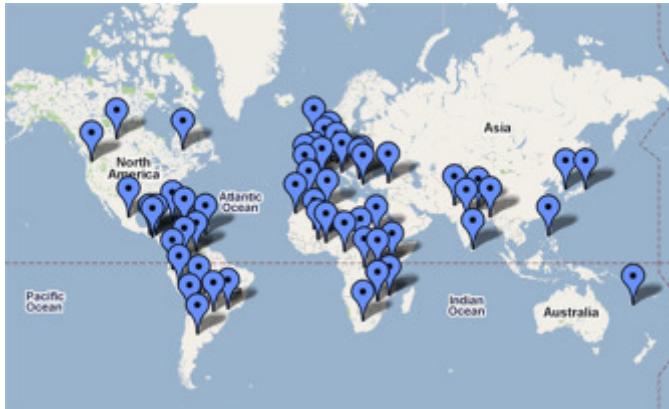 Asia
North
America
Atlantic
Ocean
Pacific
Ocean
Indian
Ocean
Australia